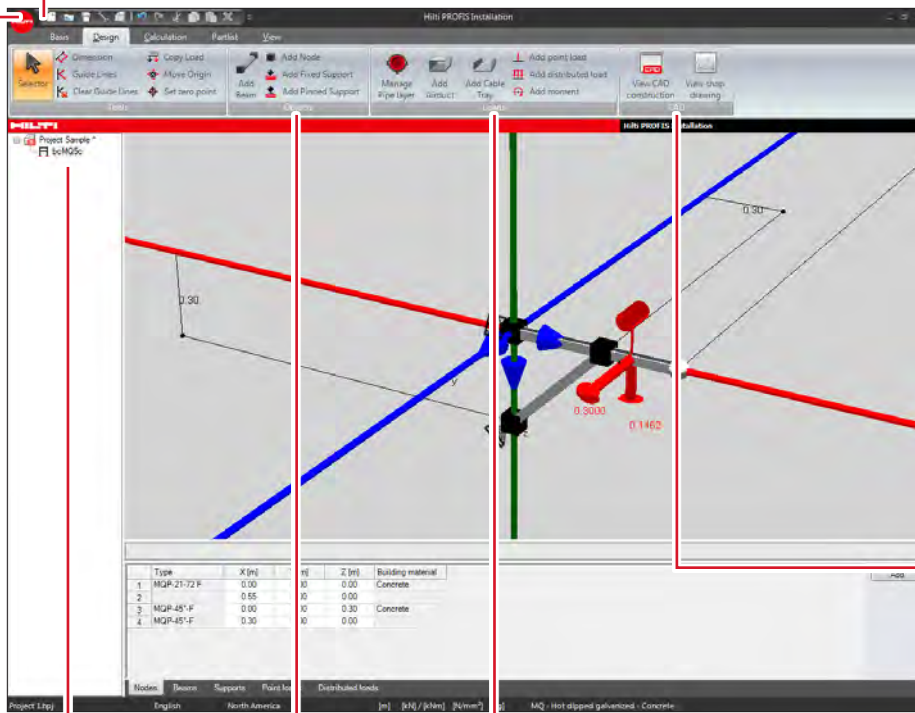 Hilti PROFIS Installation
Basis Design Calculation Partlist View
Selector
Dimension
Guide Lines
Clear Guide Lines
Copy Load
Move Origin
Set zero point
Tools
Add Beam
Add Node
Add Fixed Support
Add Pinned Support
Objects
Manage Pipe layer
Add
Add Cable Tray
Add point load
Add distributed load
Add moment
Loads
CAD
View CAD construction
View shop drawing
CAD
HILTI
Hilti PROFIS
Project Sample *
bcMQSc
0.30
0.30
y
z
0.3000
0.1462
Type X [m] [m] Z [m] Building material
1 MQP-21-72 F 0.00 0.00 Concrete
2 0.55 0.00
3 MQP-45°-F 0.00 0.30 Concrete
4 MQP-45°-F 0.30 0.00
Add
Nodes Beams Supports Point Distributed loads
Project1.hpj English North America [m] [kN] / [kNm] [N/mm²] MQ - Hot dipped galvanized - Concrete